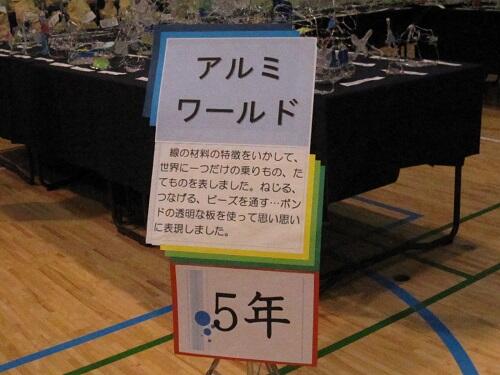 アルミ
ワールド
線の材料の特徴をいかして、
世界に一つだけの乗りもの、た
てものを表しました。ねじる、
つなげる、ビーズを通す…ボン
ドの透明な板を使って思い思い
に表現しました。
5年